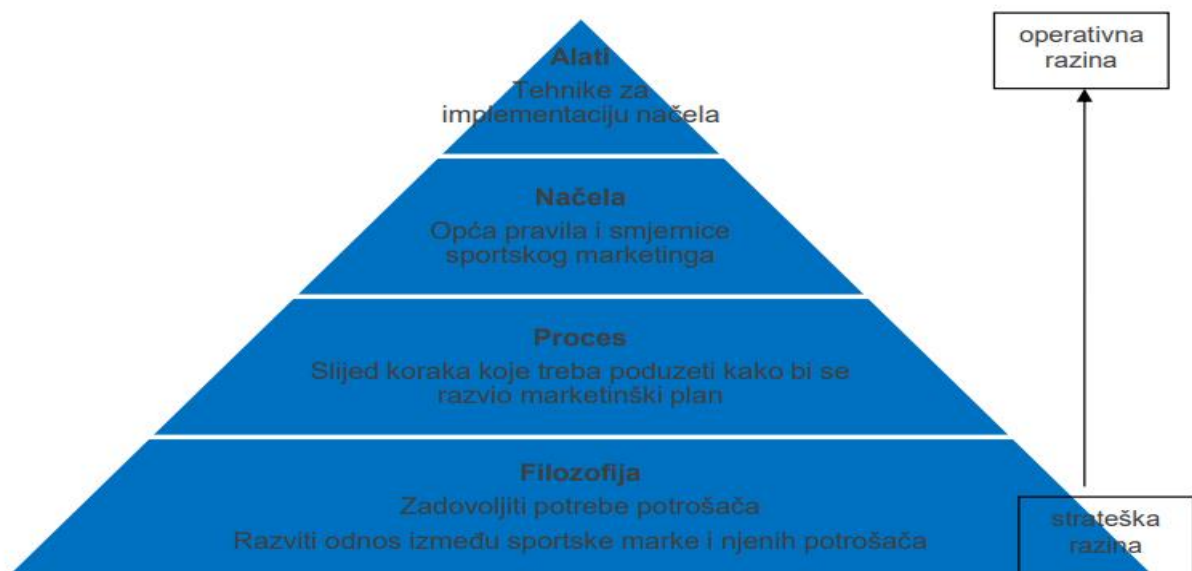 Alati
Tehnike za
implementaciju načela
Načela
Opća pravila i smjernice
sportskog marketinga
Proces
Slijed koraka koje treba poduzeti kako bi se
razvio marketinški plan
Filozofija
Zadovoljiti potrebe potrošača
Razviti odnos između sportske marke i njenih potrošača
operativna
razina
strateška
razina